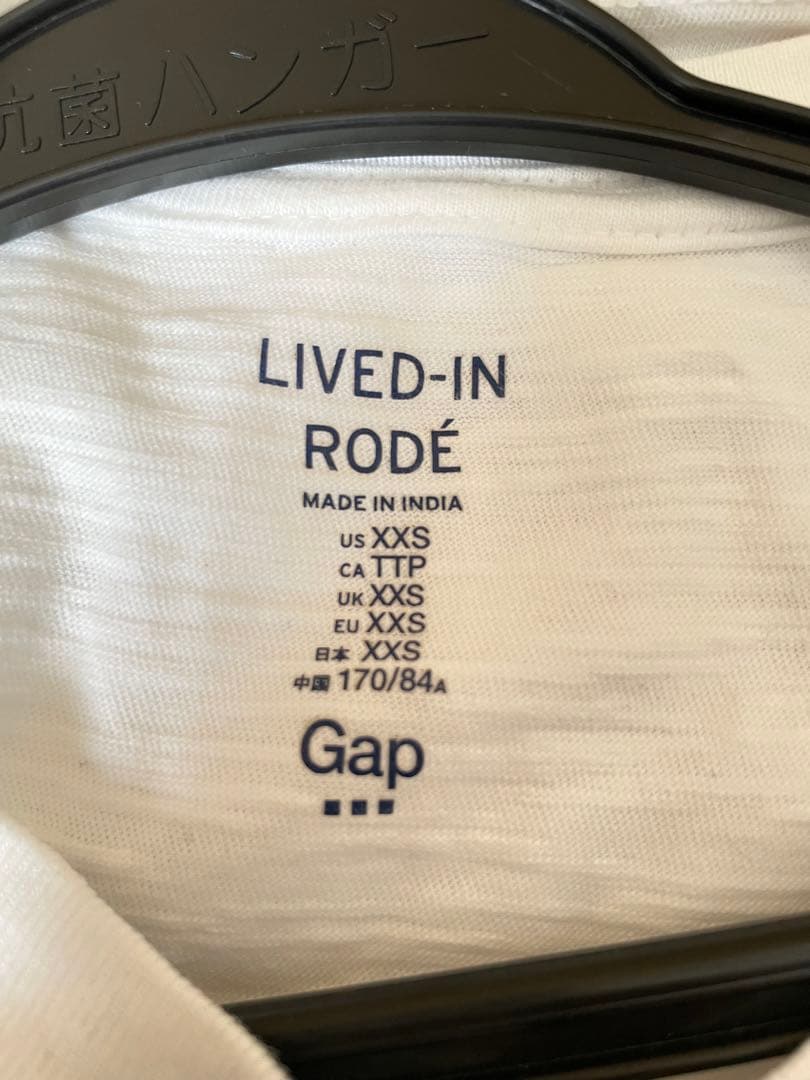 抗菌ハンガー
LIVED-IN
RODÉ
MADE IN INDIA
US XXS
CA TTP
UK XXS
EU XXS
日本 XXS
中国 170/84A
Gap